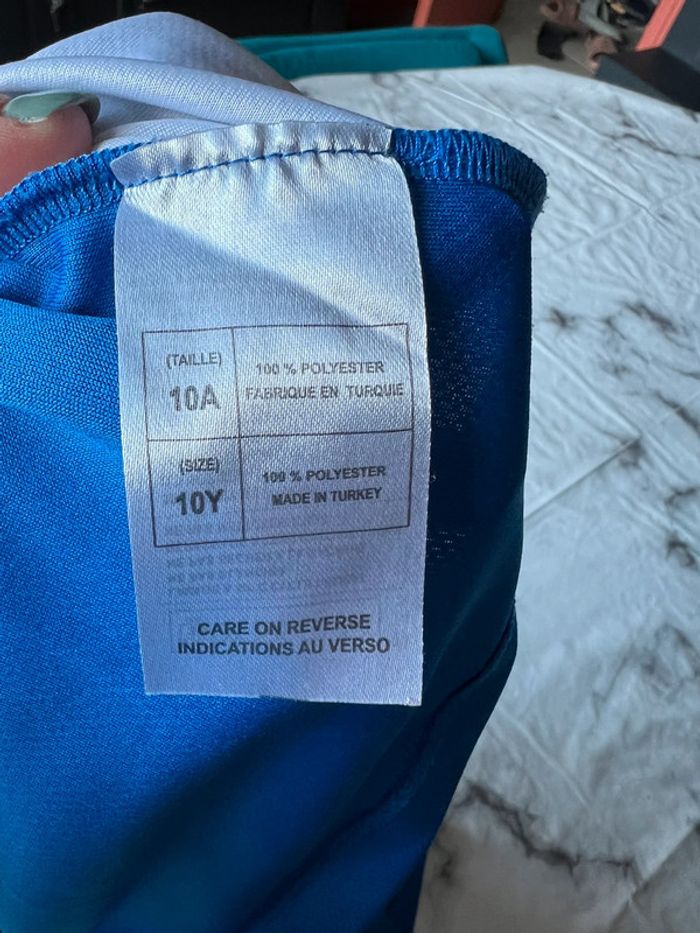 (TAILLE)
10A
100 % POLYESTER
FABRIQUE EN TURQUIE
(SIZE)
10Y
100 % POLYESTER
MADE IN TURKEY
CARE ON REVERSE
INDICATIONS AU VERSO